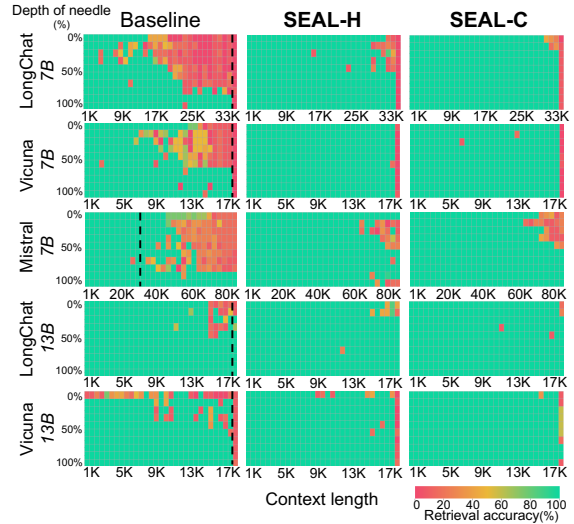 Depth of needle
(%)
Baseline
SEAL-H
SEAL-C
LongChat
7B
0%
50%
100%
1K 9K 17K 25K 33K
1K 9K 17K 25K 33K
1K 9K 17K 25K 33K
Vicuna
7B
0%
50%
100%
1K 5K 9K 13K 17K
1K 5K 9K 13K 17K
1K 5K 9K 13K 17K
Mistral
7B
0%
50%
100%
1K 20K 40K 60K 80K
1K 20K 40K 60K 80K
1K 20K 40K 60K 80K
LongChat
13B
0%
50%
100%
1K 5K 9K 13K 17K
1K 5K 9K 13K 17K
1K 5K 9K 13K 17K
Vicuna
13B
0%
50%
100%
1K 5K 9K 13K 17K
1K 5K 9K 13K 17K
1K 5K 9K 13K 17K
Context length
0 20 40 60 80 100
Retrieval accuracy(%)